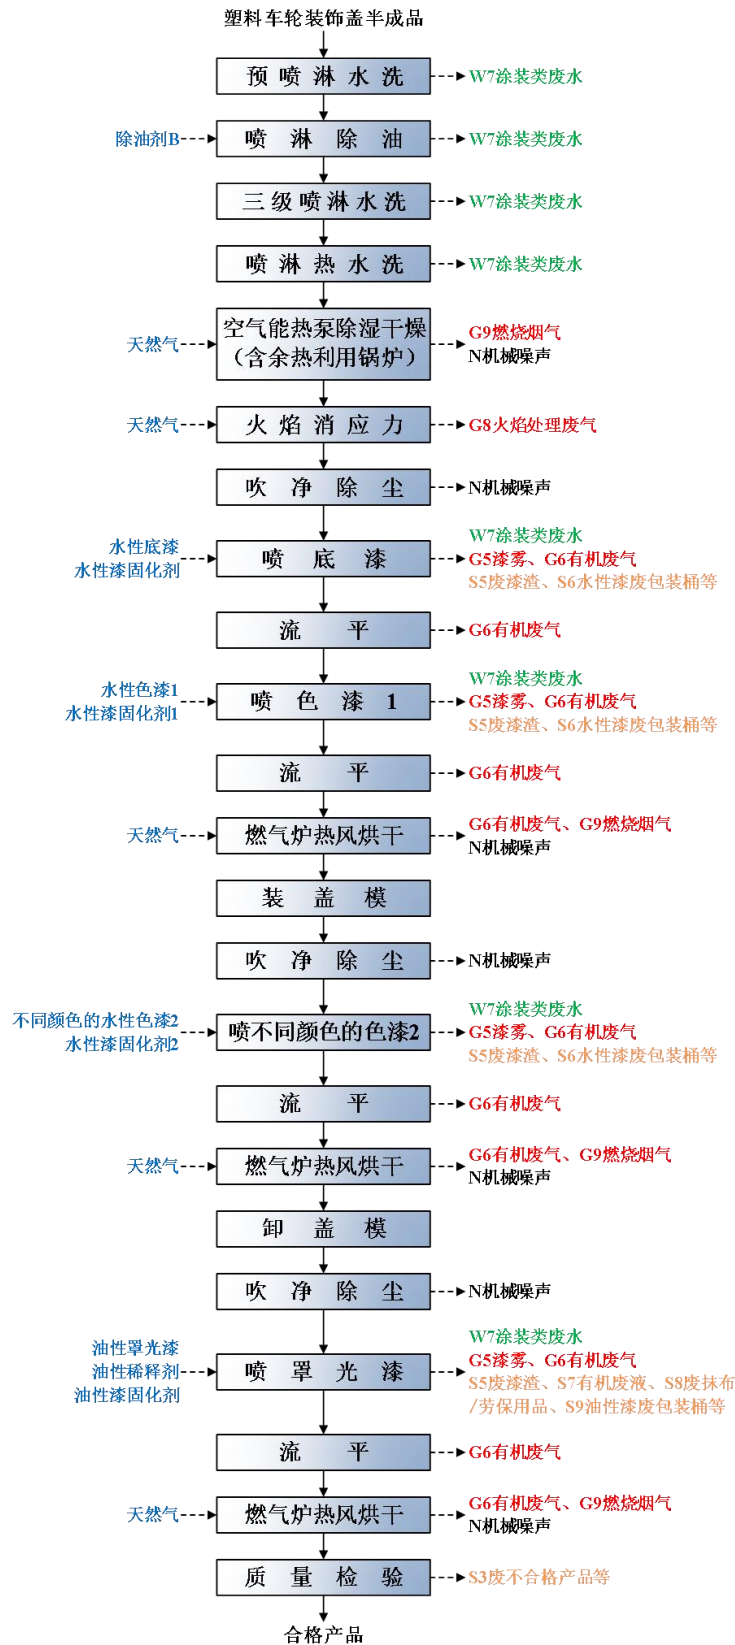 塑料车轮装饰盖半成品
预喷淋水洗
W7涂装类废水
除油剂B
喷淋除油
W7涂装类废水
三级喷淋水洗
W7涂装类废水
喷淋热水洗
W7涂装类废水
天然气
空气能热泵除湿干燥
（含余热利用锅炉）
G9燃烧烟气
N机械噪声
天然气
火焰消应力
G8火焰处理废气
吹净除尘
N机械噪声
水性底漆
水性漆固化剂
喷底漆
W7涂装类废水
G5漆雾、G6有机废气
S5废漆渣、S6水性漆废包装桶等
流平
G6有机废气
水性色漆1
水性漆固化剂1
喷色漆1
W7涂装类废水
G5漆雾、G6有机废气
S5废漆渣、S6水性漆废包装桶等
流平
G6有机废气
天然气
燃气炉热风烘干
G6有机废气、G9燃烧烟气
N机械噪声
装盖模
吹净除尘
N机械噪声
不同颜色的水性色漆2
水性漆固化剂2
喷不同颜色的色漆2
W7涂装类废水
G5漆雾、G6有机废气
S5废漆渣、S6水性漆废包装桶等
流平
G6有机废气
天然气
燃气炉热风烘干
G6有机废气、G9燃烧烟气
N机械噪声
卸盖模
吹净除尘
N机械噪声
油性罩光漆
油性稀释剂
油性漆固化剂
喷罩光漆
W7涂装类废水
G5漆雾、G6有机废气
S5废漆渣、S7有机废液、S8废抹布
/劳保用品、S9油性漆废包装桶等
流平
G6有机废气
天然气
燃气炉热风烘干
G6有机废气、G9燃烧烟气
N机械噪声
质量检验
S3废不合格产品等
合格产品